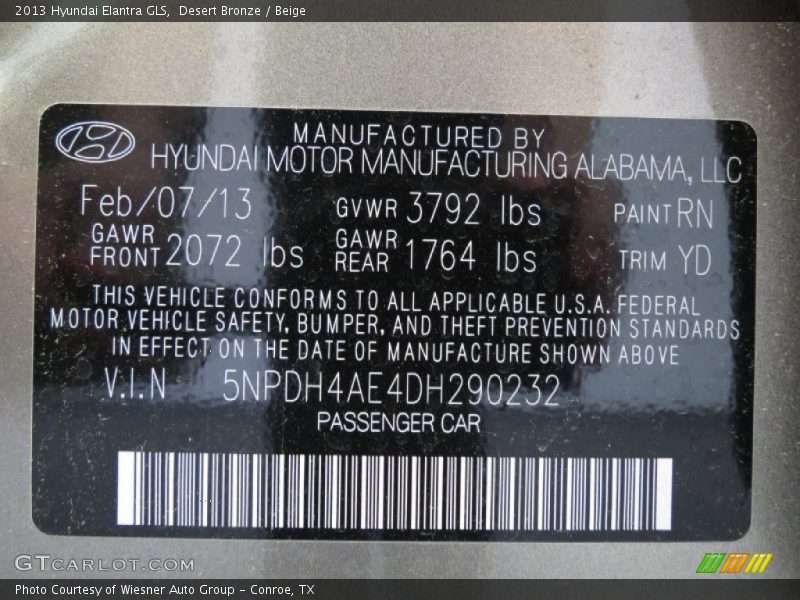 2013 Hyundai Elantra GLS, Desert Bronze / Beige
MANUFACTURED BY
HYUNDAI MOTOR MANUFACTURING ALABAMA, LLC
Feb/07/13 GVWR 3792 lbs PAINT RN
GAWR FRONT 2072 lbs GAWR REAR 1764 lbs TRIM YD
THIS VEHICLE CONFORMS TO ALL APPLICABLE U.S.A. FEDERAL
MOTOR VEHICLE SAFETY, BUMPER, AND THEFT PREVENTION STANDARDS
IN EFFECT ON THE DATE OF MANUFACTURE SHOWN ABOVE
V.I.N 5NPDH4AE4DH290232
PASSENGER CAR
GTCARLOT.COM
Photo Courtesy of Wiesner Auto Group - Conroe, TX